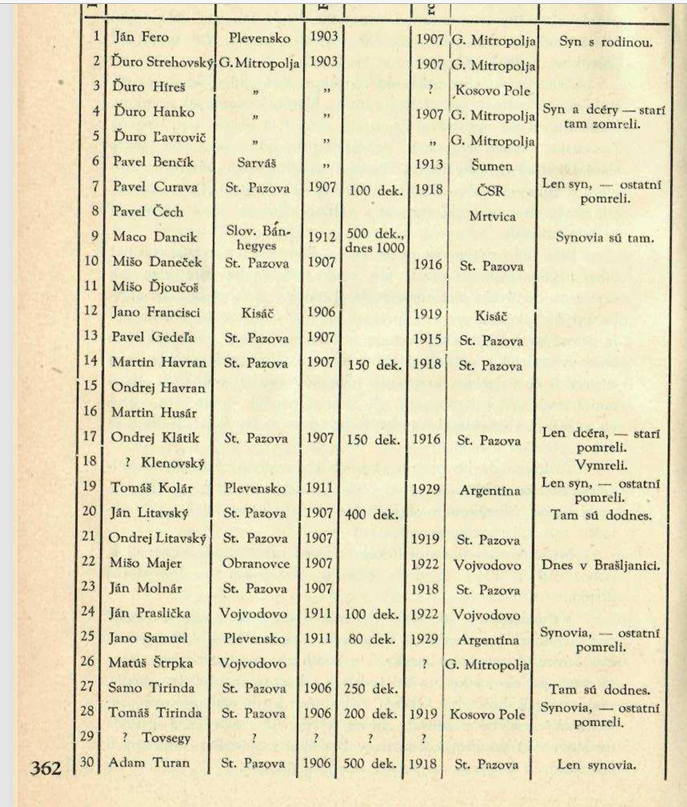 1 Ján Fero Plevensko 1903 1907 G. Mitropolja Syn s rodinou.
2 Ďuro Strehovský G. Mitropolja 1903 1907 G. Mitropolja
3 Ďuro Híreš „ „ ? Kosovo Pole
4 Ďuro Hanko „ „ 1907 G. Mitropolja Syn a dcéry — starí tam zomreli.
5 Ďuro Ľavrovič „ „ „ G. Mitropolja
6 Pavel Benčík Sarváš „ 1913 Šumen
7 Pavel Curava St. Pazova 1907 100 dek. 1918 ČSR Len syn, — ostatní pomreli.
8 Pavel Čech Mrtvica
9 Maco Dancik Slov. Bán-hegyes 1912 500 dek., dnes 1000 Synovia sú tam.
10 Mišo Daneček St. Pazova 1907 1916 St. Pazova
11 Mišo Ďjoučoš
12 Jano Francisci Kisáč 1906 1919 Kisáč
13 Pavel Gedeľa St. Pazova 1907 1915 St. Pazova
14 Martin Havran St. Pazova 1907 150 dek. 1918 St. Pazova
15 Ondrej Havran
16 Martin Husár
17 Ondrej Klátik St. Pazova 1907 150 dek. 1916 St. Pazova Len dcéra, — starí pomreli.
18 ? Klenovský Vymreli.
19 Tomáš Kolár Plevensko 1911 1929 Argentína Len syn, — ostatní pomreli.
20 Ján Litavský St. Pazova 1907 400 dek. Tam sú dodnes.
21 Ondrej Litavský St. Pazova 1907 1919 St. Pazova
22 Mišo Majer Obranovce 1907 1922 Vojvodovo Dnes v Brašljanici.
23 Ján Molnár St. Pazova 1907 1918 St. Pazova
24 Ján Praslička Vojvodovo 1911 100 dek. 1922 Vojvodovo
25 Jano Samuel Plevensko 1911 80 dek. 1929 Argentína Synovia, — ostatní pomreli.
26 Matúš Štrpka Vojvodovo ? G. Mitropolja
27 Samo Tirinda St. Pazova 1906 250 dek. Tam sú dodnes.
28 Tomáš Tirinda St. Pazova 1906 200 dek. 1919 Kosovo Pole Synovia, — ostatní pomreli.
29 ? Tovsegy ? ? ? ?
30 Adam Turan St. Pazova 1906 500 dek. 1918 St. Pazova Len synovia.
362